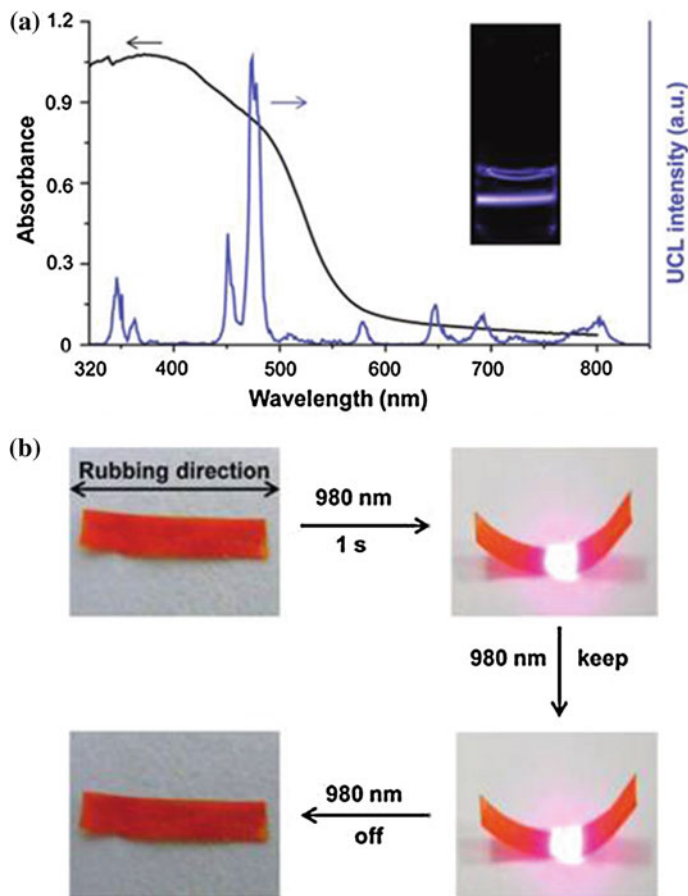 (a)
1.2
0.9
0.6
0.3
0
Absorbance
UCL intensity (a.u.)
320 400 500 600 700 800
Wavelength (nm)
(b)
Rubbing direction
980 nm
1 s
980 nm keep
980 nm
off